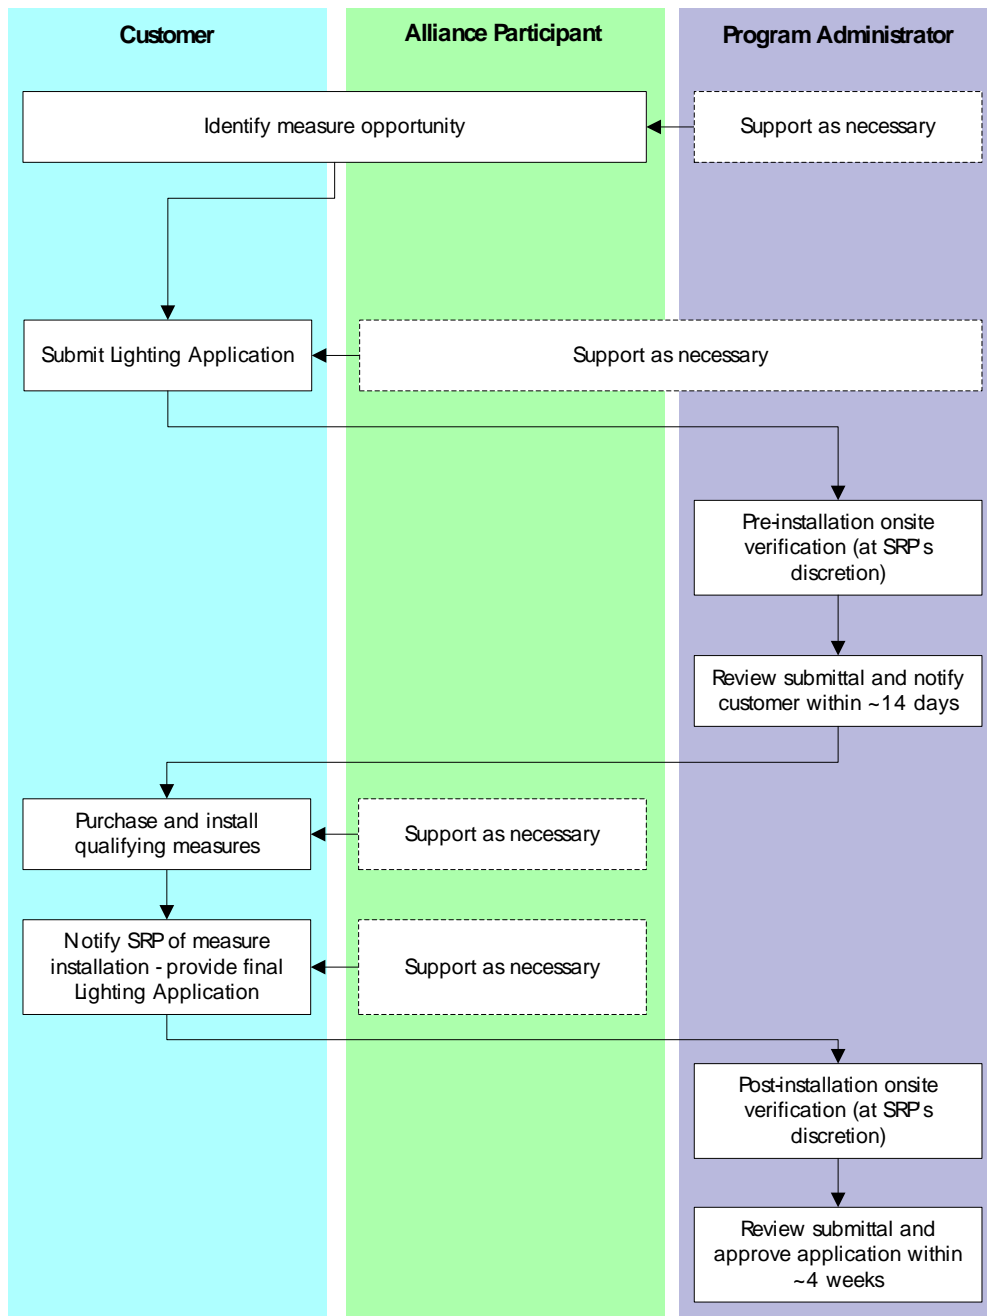 Customer
Alliance Participant
Program Administrator
Identify measure opportunity
Support as necessary
Submit Lighting Application
Support as necessary
Pre-installation onsite
verification (at SRP's
discretion)
Review submittal and notify
customer within ~14 days
Purchase and install
qualifying measures
Support as necessary
Notify SRP of measure
installation - provide final
Lighting Application
Support as necessary
Post-installation onsite
verification (at SRP's
discretion)
Review submittal and
approve application within
~4 weeks